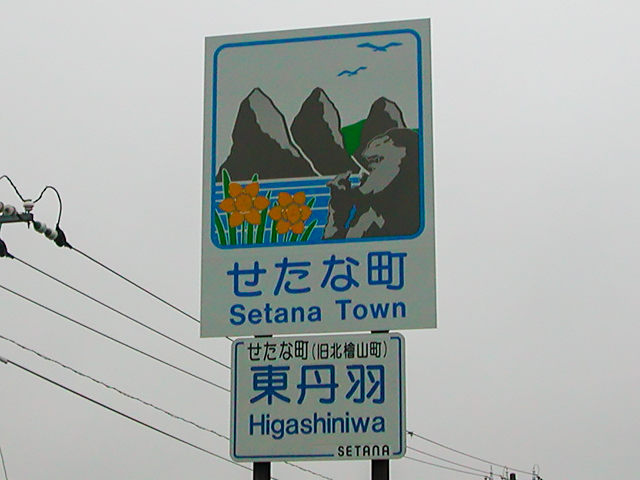 せたな町
Setana Town
せたな町(旧北檜山町)
東丹羽
Higashiniwa
SETANA